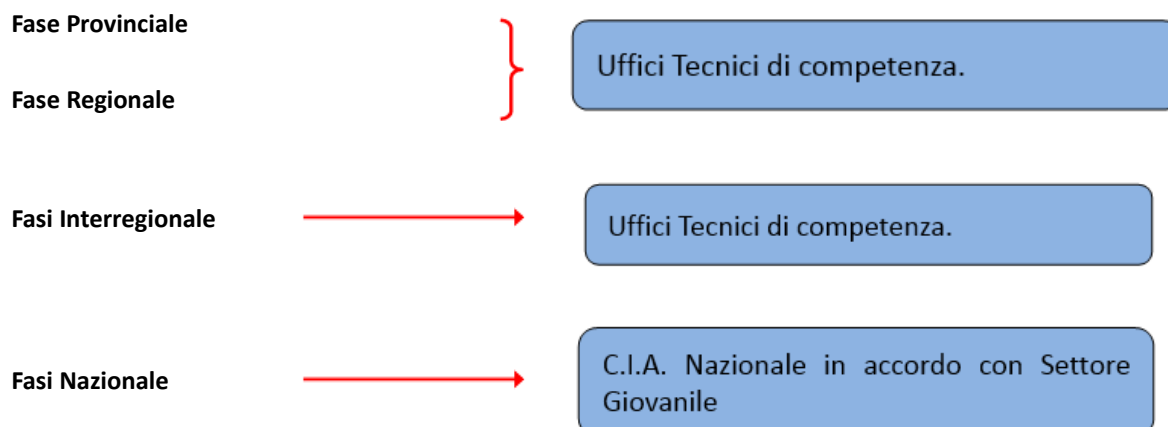 Fase Provinciale
Fase Regionale
Uffici Tecnici di competenza.
Fasi Interregionale
Uffici Tecnici di competenza.
Fasi Nazionale
C.I.A. Nazionale in accordo con Settore
Giovanile